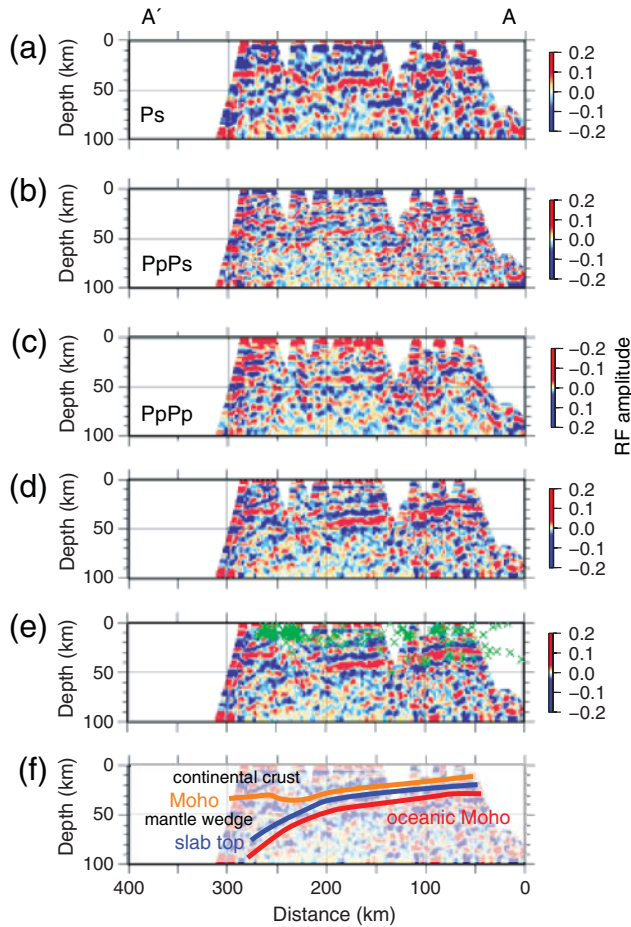 A´ A
(a)
Depth (km)
0
50
100
Ps
0.2
0.1
0.0
−0.1
−0.2
(b)
Depth (km)
0
50
100
PpPs
0.2
0.1
0.0
−0.1
−0.2
(c)
Depth (km)
0
50
100
PpPp
−0.2
−0.1
0.0
0.1
0.2
RF amplitude
(d)
Depth (km)
0
50
100
0.2
0.1
0.0
−0.1
−0.2
(e)
Depth (km)
0
50
100
0.2
0.1
0.0
−0.1
−0.2
(f)
Depth (km)
0
50
100
continental crust
Moho
mantle wedge
slab top
oceanic Moho
400 300 200 100 0
Distance (km)